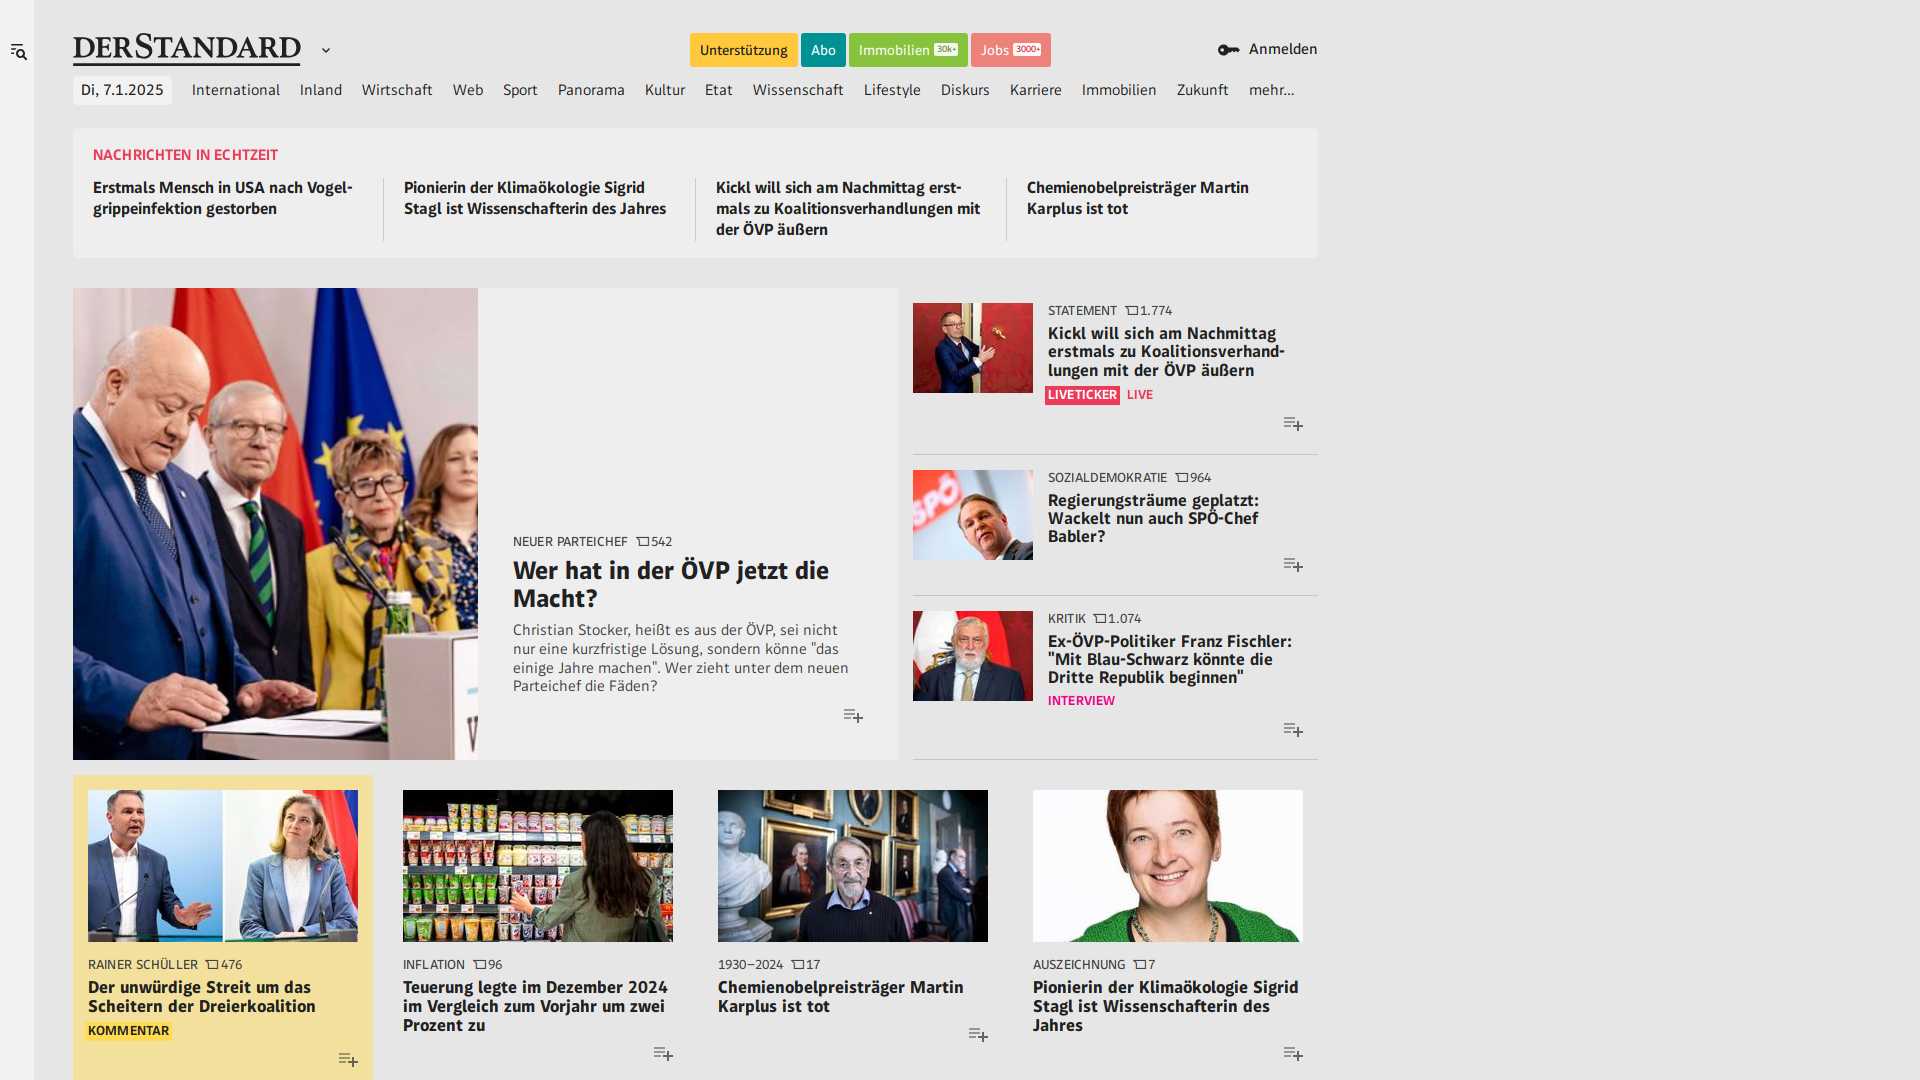 DERSTANDARD
Unterstützung
Abo
Immobilien 30k+
Jobs 3000+
Anmelden
Di, 7.1.2025
International
Inland
Wirtschaft
Web
Sport
Panorama
Kultur
Etat
Wissenschaft
Lifestyle
Diskurs
Karriere
Immobilien
Zukunft
mehr…
NACHRICHTEN IN ECHTZEIT
Erstmals Mensch in USA nach Vogel-
grippeinfektion gestorben
Pionierin der Klimaökologie Sigrid
Stagl ist Wissenschafterin des Jahres
Kickl will sich am Nachmittag erst-
mals zu Koalitionsverhandlungen mit
der ÖVP äußern
Chemienobelpreisträger Martin
Karplus ist tot
NEUER PARTEICHEF 542
Wer hat in der ÖVP jetzt die
Macht?
Christian Stocker, heißt es aus der ÖVP, sei nicht
nur eine kurzfristige Lösung, sondern könne "das
einige Jahre machen". Wer zieht unter dem neuen
Parteichef die Fäden?
STATEMENT 1.774
Kickl will sich am Nachmittag
erstmals zu Koalitionsverhand-
lungen mit der ÖVP äußern
LIVETICKER LIVE
SPÖ
SOZIALDEMOKRATIE 964
Regierungsträume geplatzt:
Wackelt nun auch SPÖ-Chef
Babler?
KRITIK 1.074
Ex-ÖVP-Politiker Franz Fischler:
"Mit Blau-Schwarz könnte die
Dritte Republik beginnen"
INTERVIEW
RAINER SCHÜLLER 476
Der unwürdige Streit um das
Scheitern der Dreierkoalition
KOMMENTAR
INFLATION 96
Teuerung legte im Dezember 2024
im Vergleich zum Vorjahr um zwei
Prozent zu
1930–2024 17
Chemienobelpreisträger Martin
Karplus ist tot
AUSZEICHNUNG 7
Pionierin der Klimaökologie Sigrid
Stagl ist Wissenschafterin des
Jahres